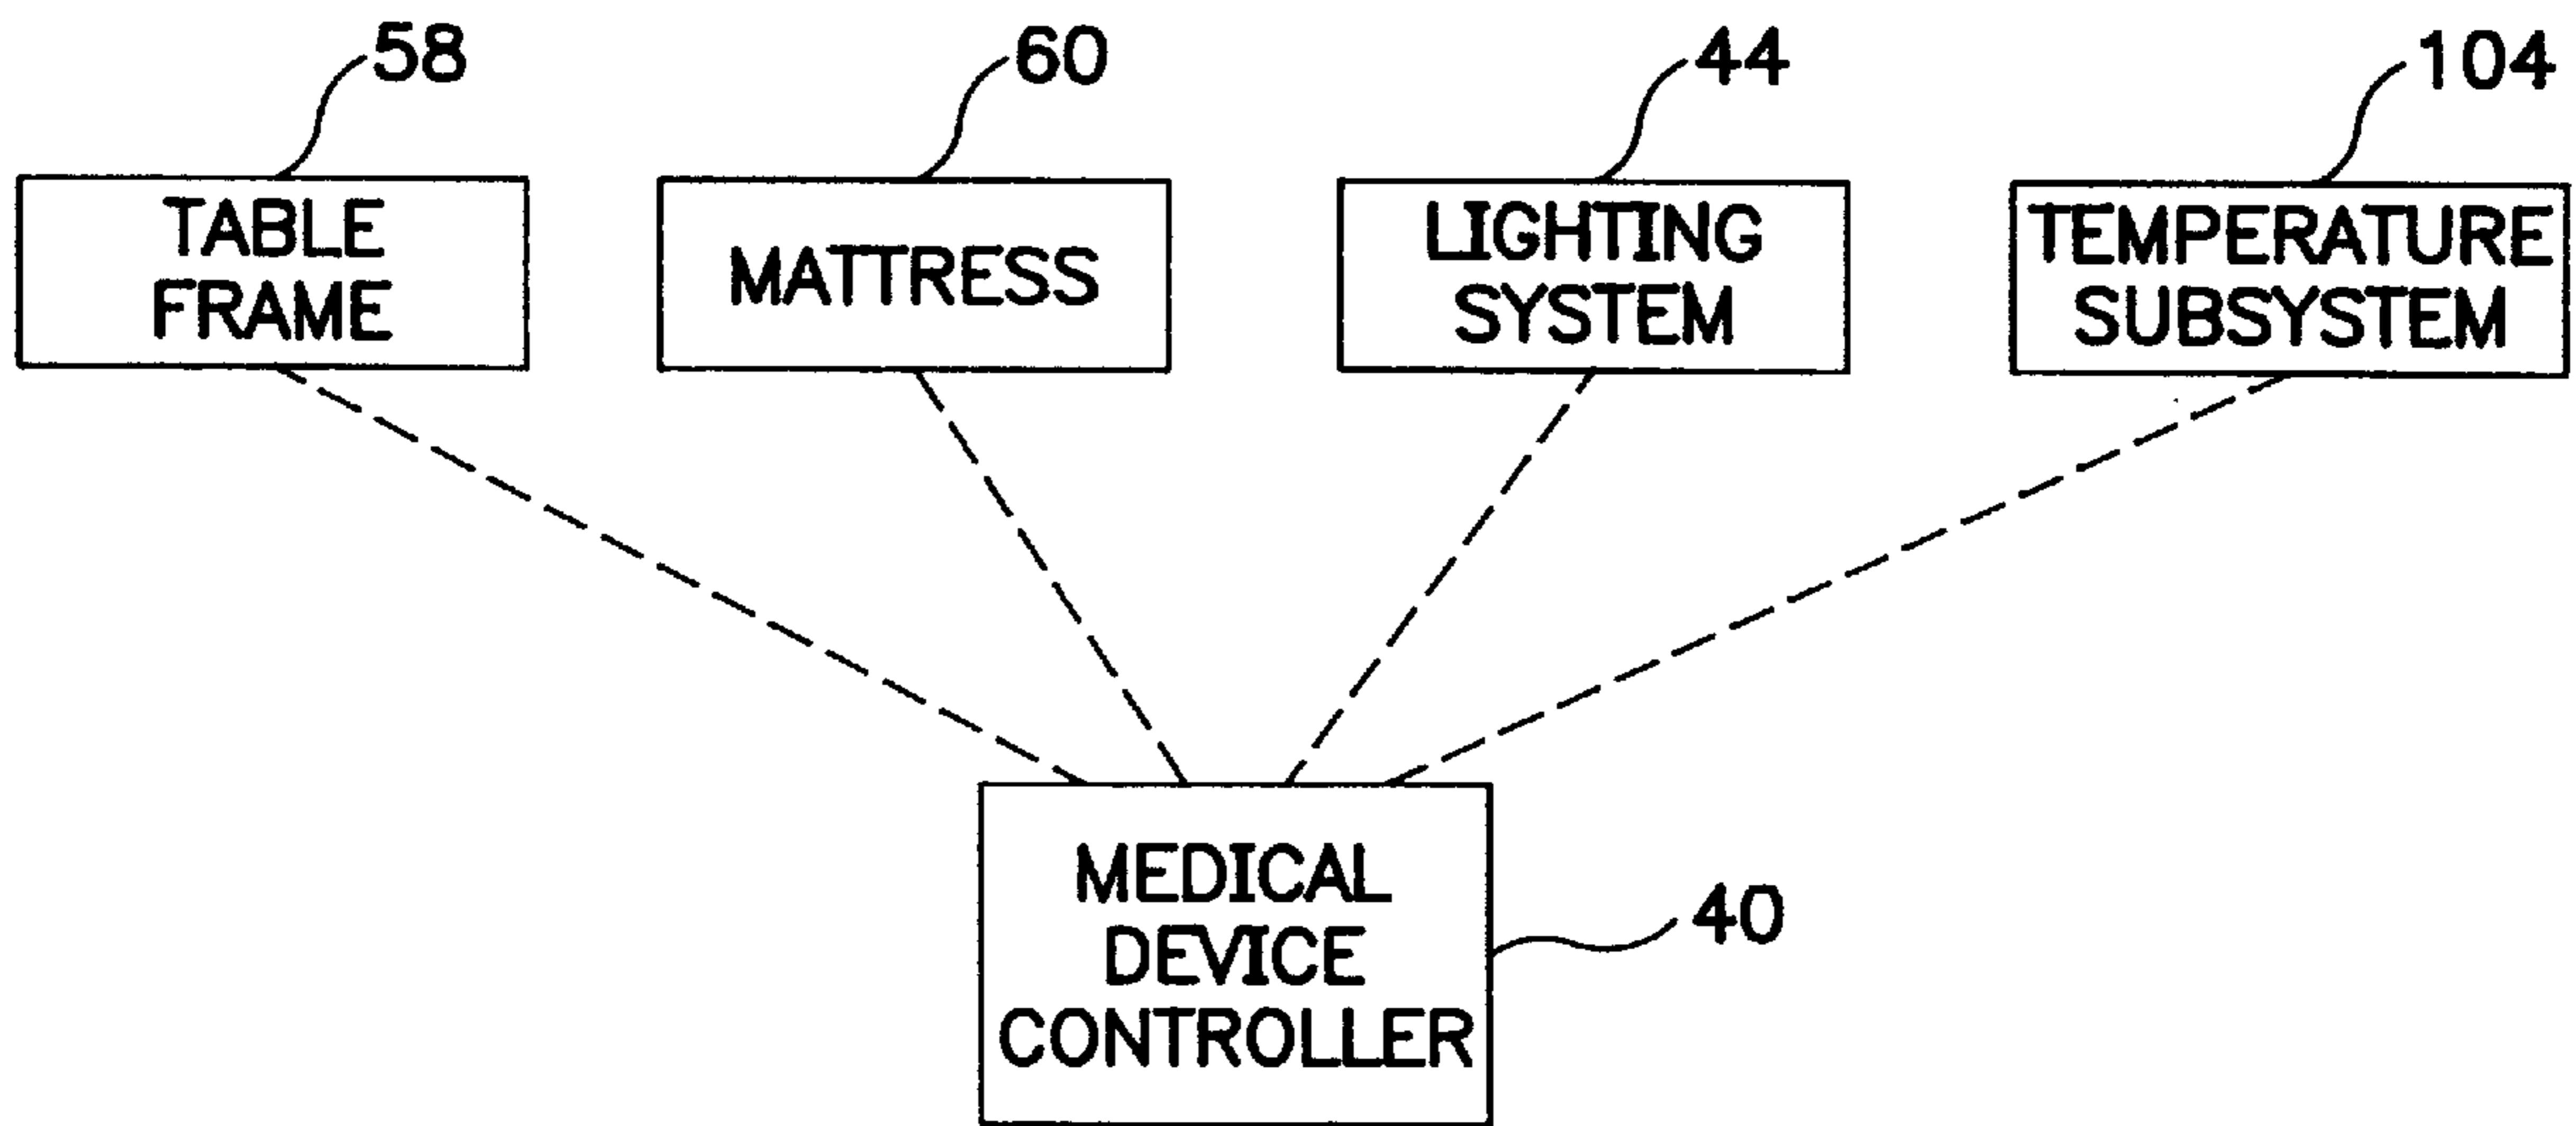 58
60
44
104
TABLE
FRAME
MATTRESS
LIGHTING
SYSTEM
TEMPERATURE
SUBSYSTEM
MEDICAL
DEVICE
CONTROLLER
40